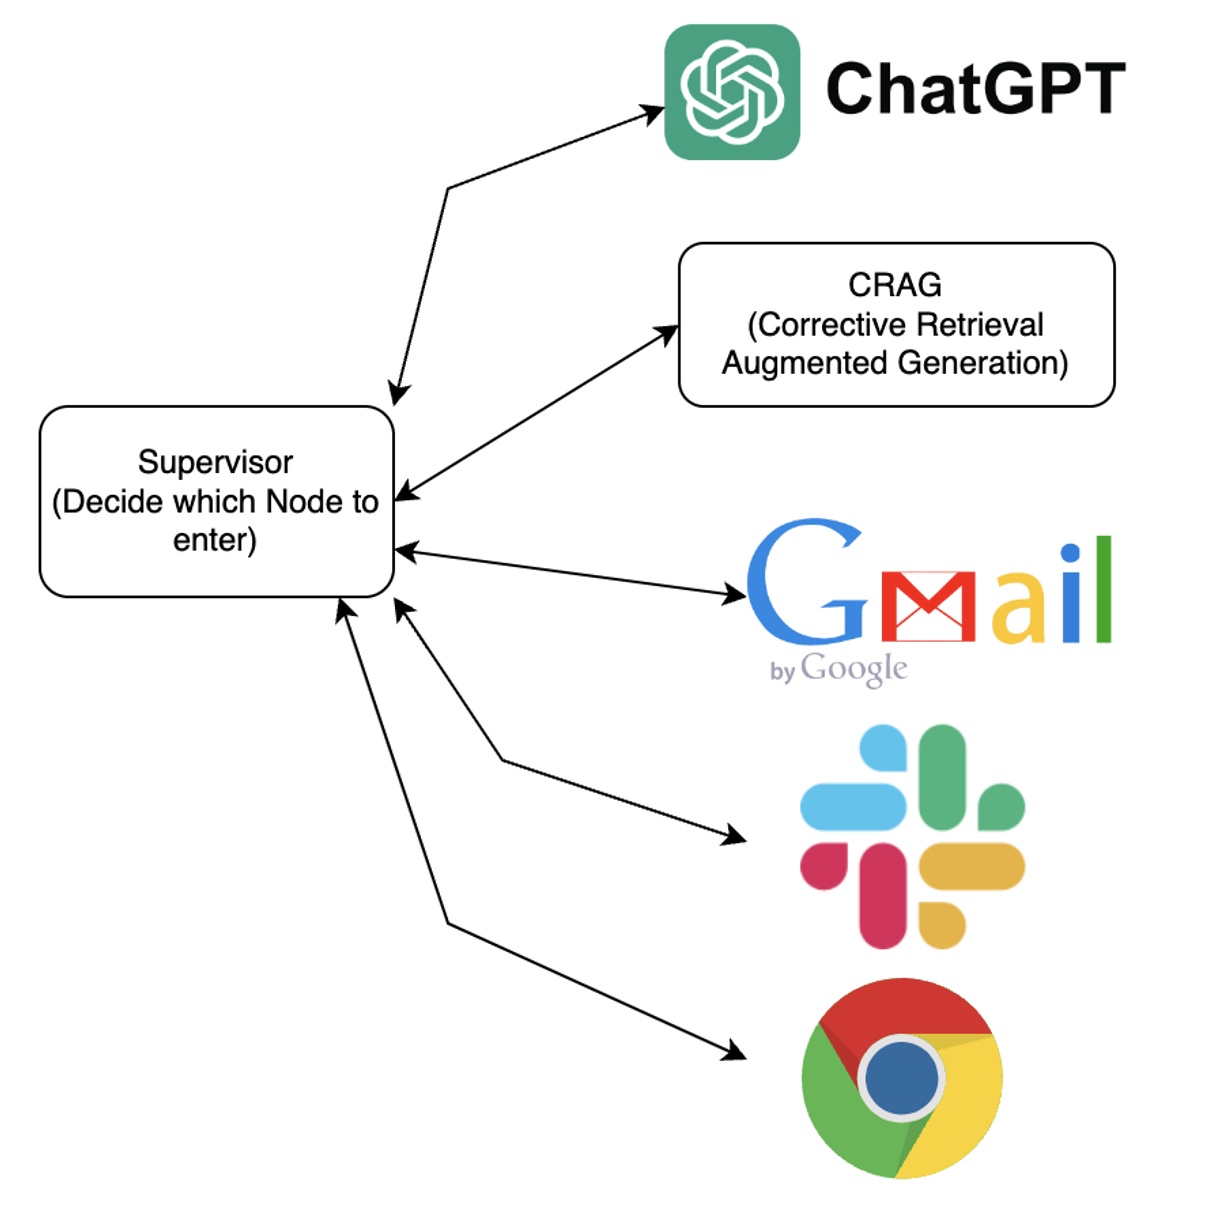 ChatGPT
CRAG
(Corrective Retrieval
Augmented Generation)
Supervisor
(Decide which Node to
enter)
Gmail
by Google